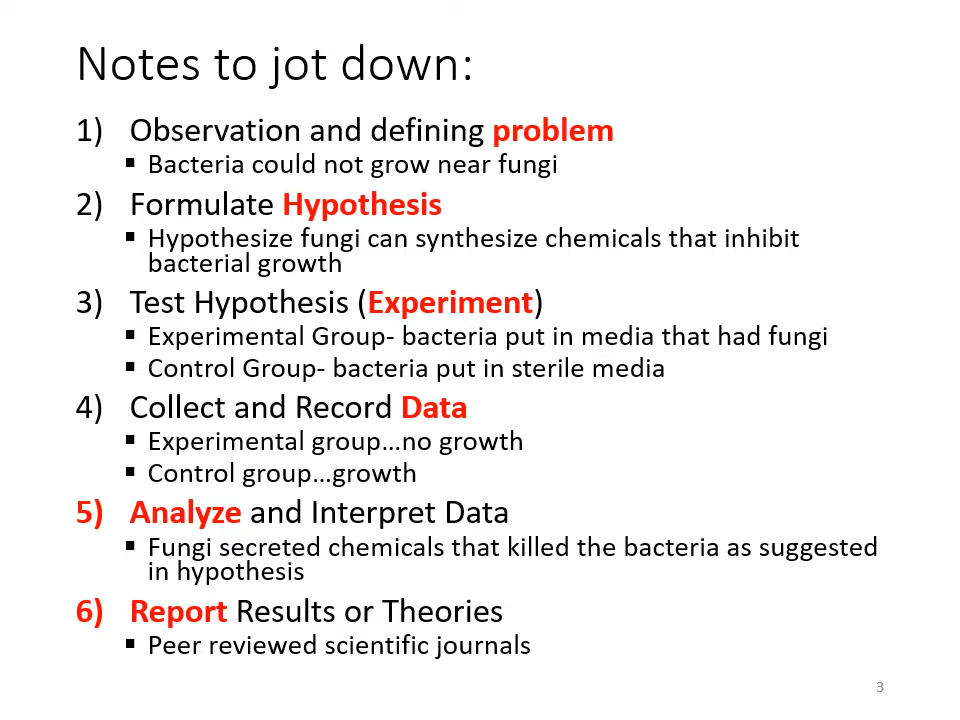 Notes to jot down:
1) Observation and defining problem
▪ Bacteria could not grow near fungi
2) Formulate Hypothesis
▪ Hypothesize fungi can synthesize chemicals that inhibit
bacterial growth
3) Test Hypothesis (Experiment)
▪ Experimental Group- bacteria put in media that had fungi
▪ Control Group- bacteria put in sterile media
4) Collect and Record Data
▪ Experimental group…no growth
▪ Control group…growth
5) Analyze and Interpret Data
▪ Fungi secreted chemicals that killed the bacteria as suggested
in hypothesis
6) Report Results or Theories
▪ Peer reviewed scientific journals
3